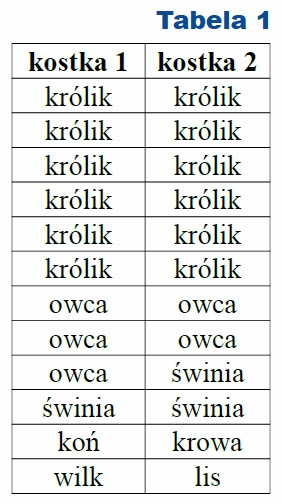 Tabela 1
kostka 1 kostka 2
królik królik
królik królik
królik królik
królik królik
królik królik
królik królik
owca owca
owca owca
owca świnia
świnia świnia
koń krowa
wilk lis